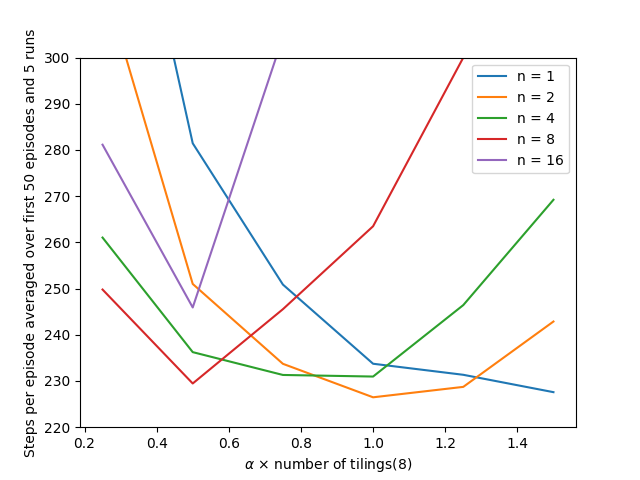 Steps per episode averaged over first 50 episodes and 5 runs
300
290
280
270
260
250
240
230
220
0.2 0.4 0.6 0.8 1.0 1.2 1.4
α × number of tilings(8)
n = 1
n = 2
n = 4
n = 8
n = 16